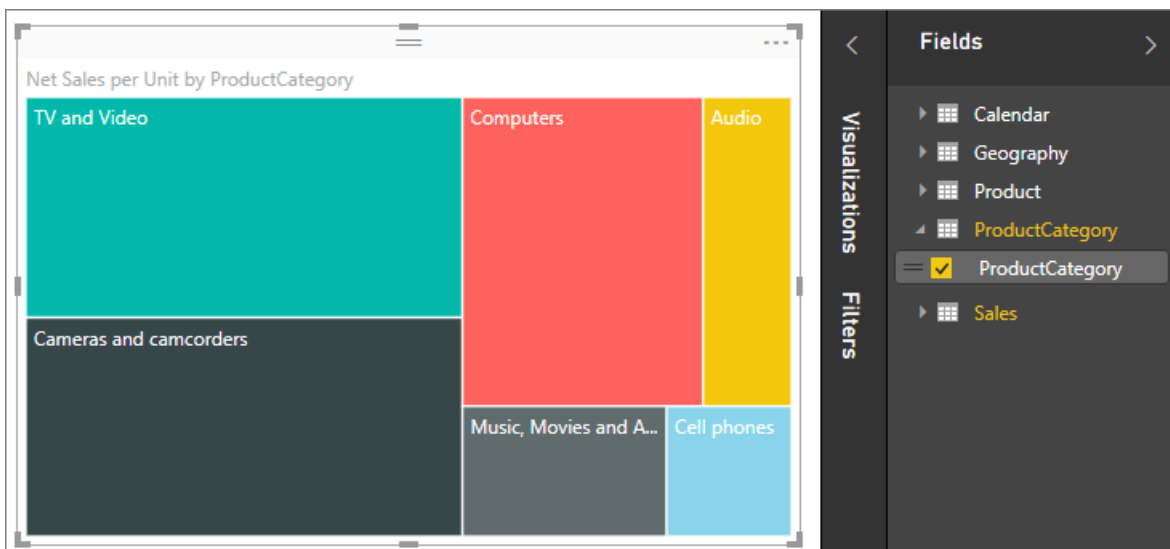 Net Sales per Unit by ProductCategory
TV and Video
Computers
Audio
Cameras and camcorders
Music, Movies and A...
Cell phones
Visualizations
Filters
Fields
Calendar
Geography
Product
ProductCategory
ProductCategory
Sales